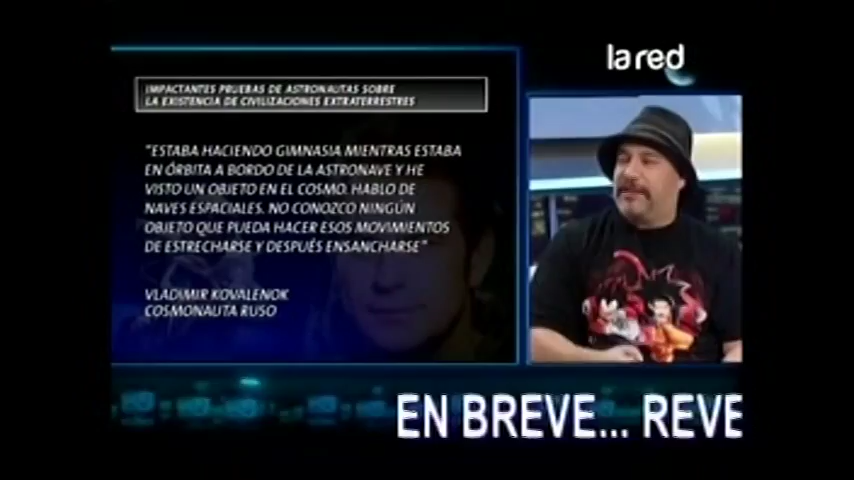 la red
IMPACTANTES PRUEBAS DE ASTRONAUTAS SOBRE
LA EXISTENCIA DE CIVILIZACIONES EXTRATERRESTRES
"ESTABA HACIENDO GIMNASIA MIENTRAS ESTABA
EN ÓRBITA A BORDO DE LA ASTRONAVE Y HE
VISTO UN OBJETO EN EL COSMO. HABLO DE
NAVES ESPACIALES. NO CONOZCO NINGÚN
OBJETO QUE PUEDA HACER ESOS MOVIMIENTOS
DE ESTRECHARSE Y DESPUÉS ENSANCHARSE"
VLADIMIR KOVALENOK
COSMONAUTA RUSO
EN BREVE... REVE